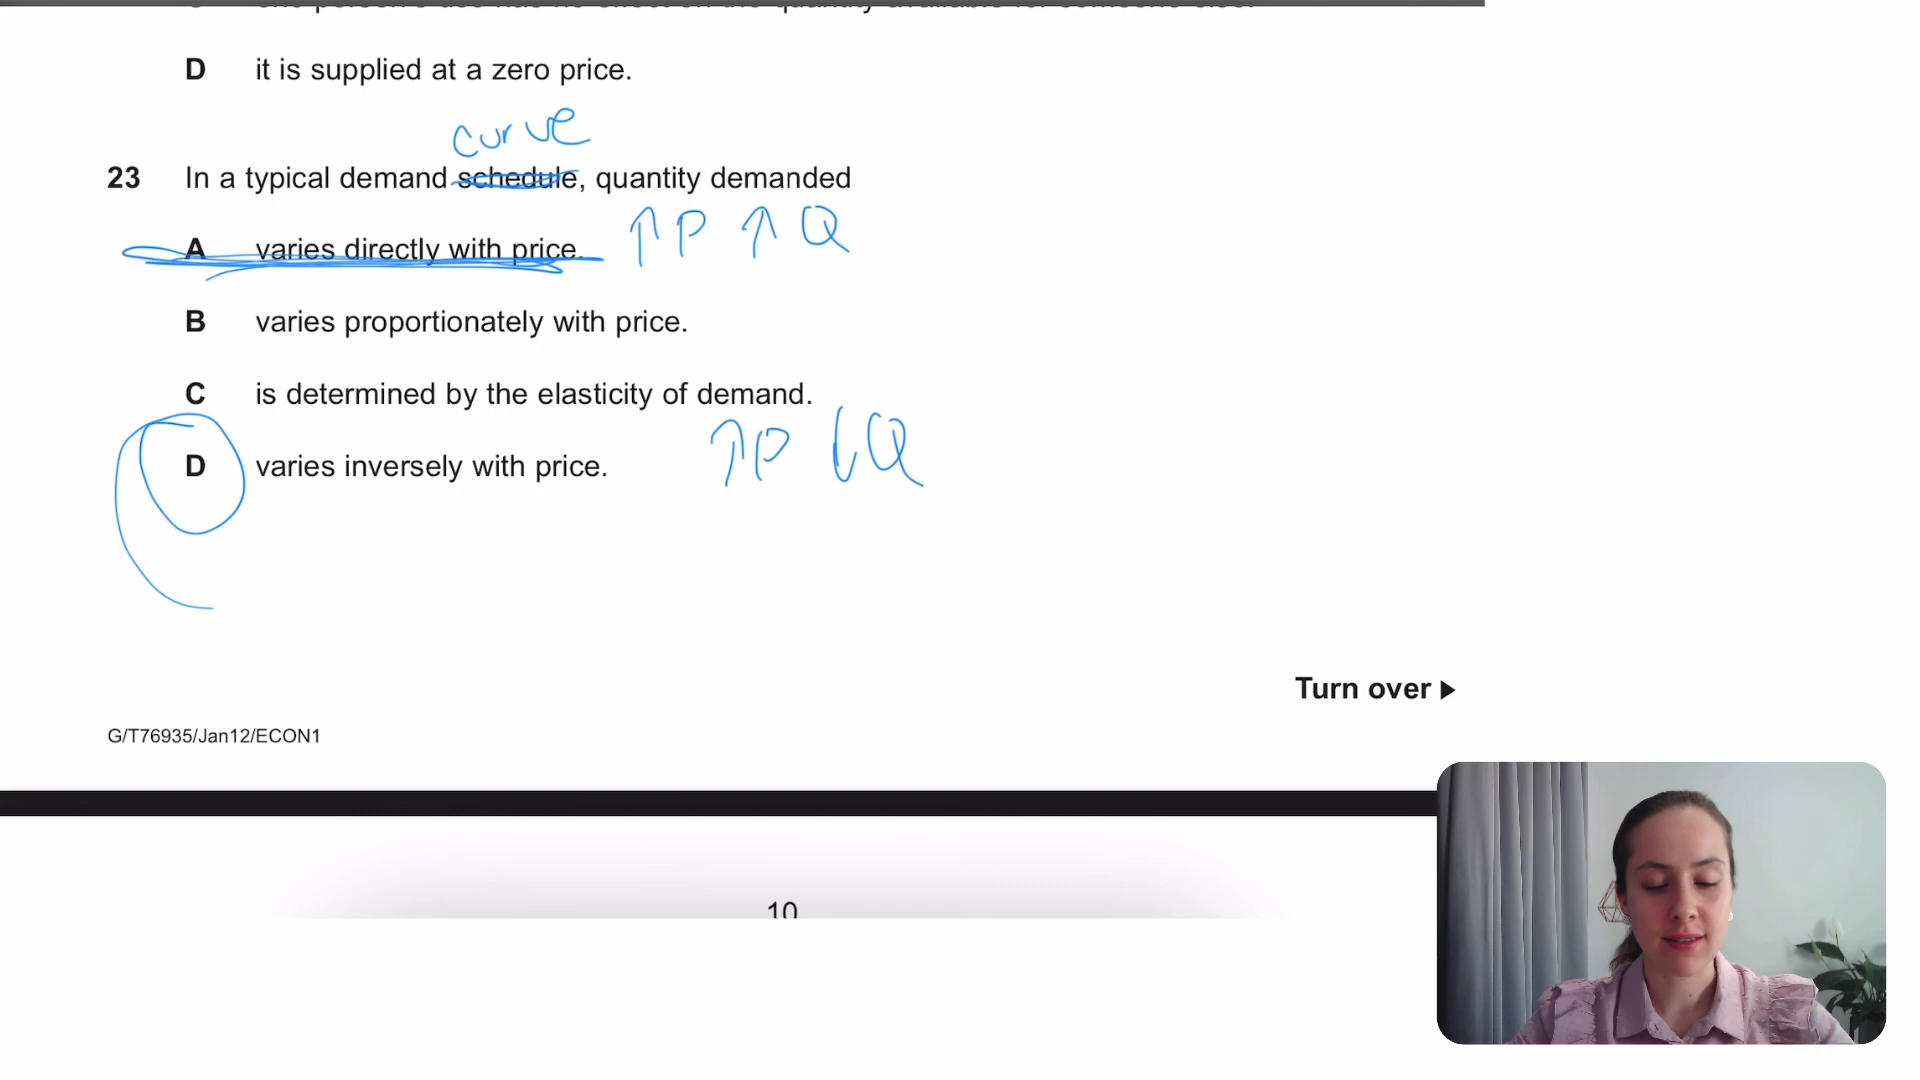 D it is supplied at a zero price.
curve
23 In a typical demand schedule, quantity demanded
A varies directly with price. ↑P ↑Q
B varies proportionately with price.
C is determined by the elasticity of demand.
D varies inversely with price. ↑P ↓Q
Turn over
G/T76935/Jan12/ECON1
10